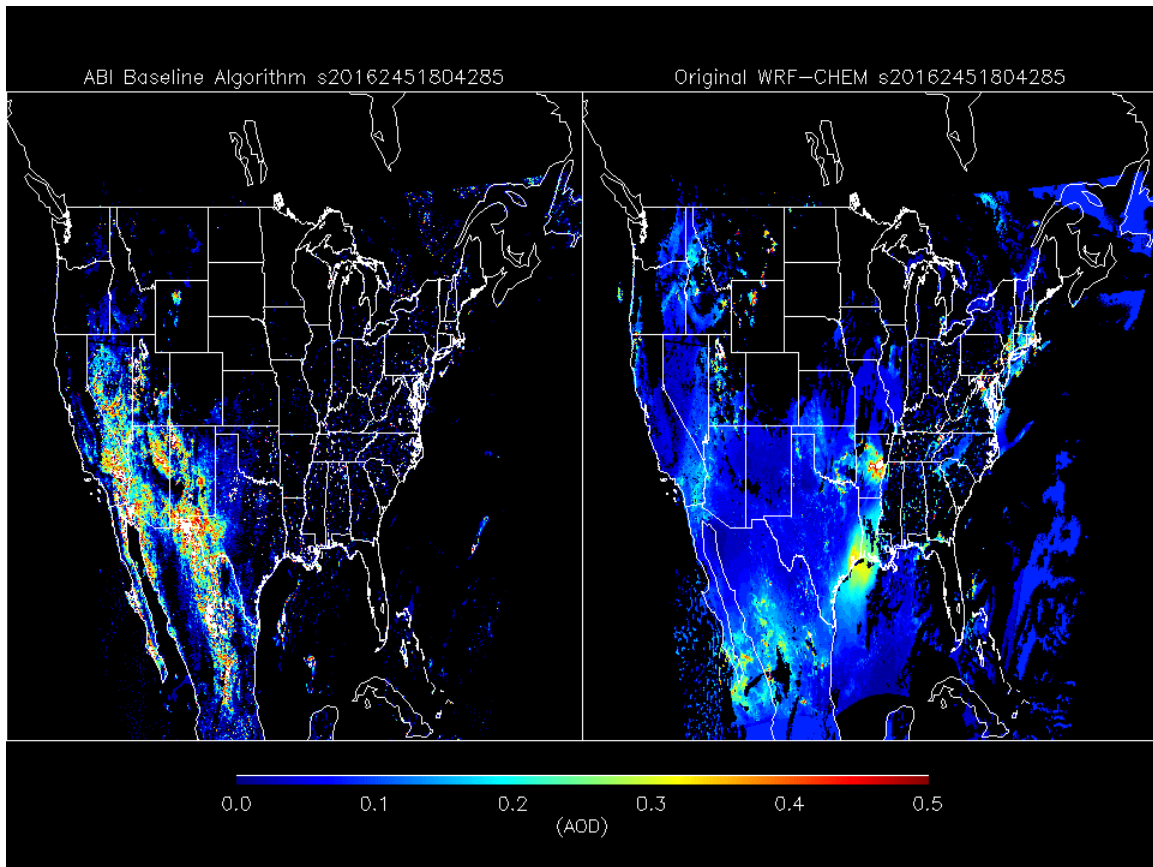 ABI Baseline Algorithm s20162451804285
Original WRF-CHEM s20162451804285
0.0 0.1 0.2 0.3 0.4 0.5
(AOD)